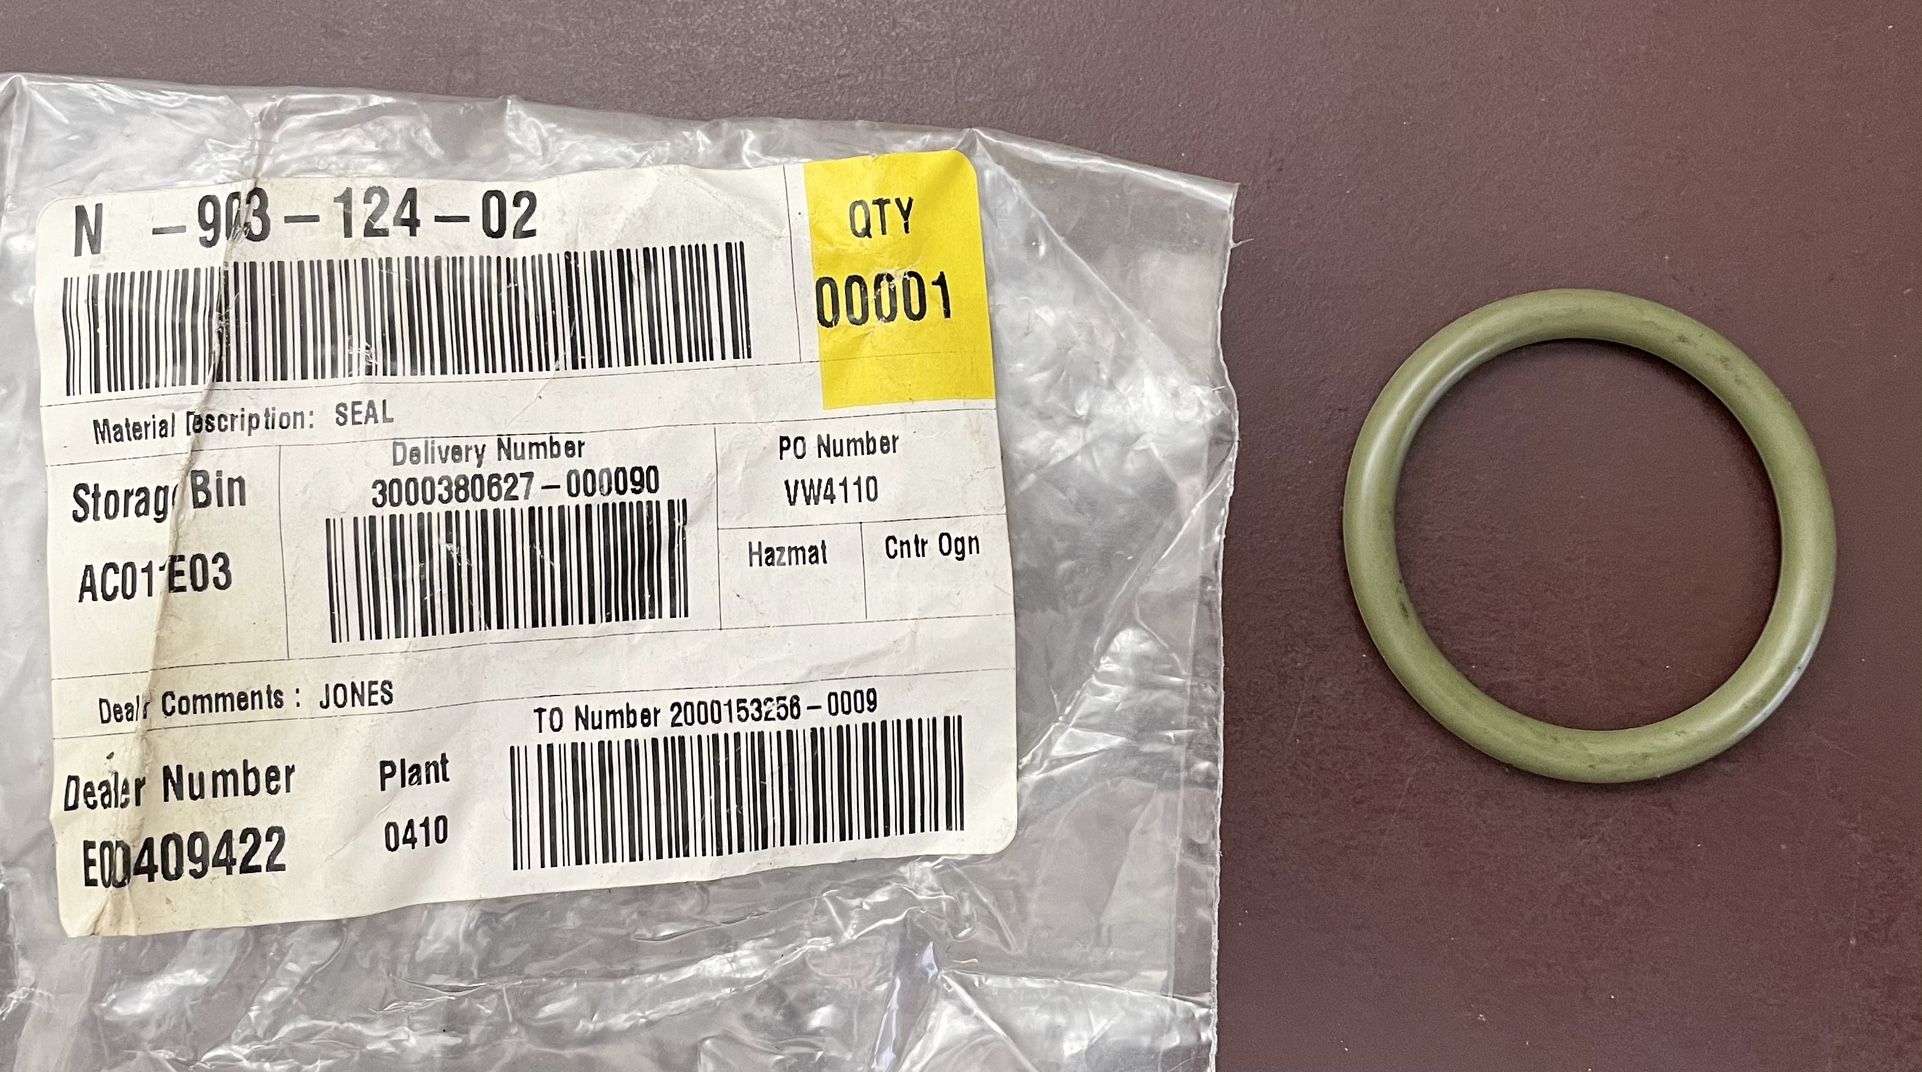 N -903-124-02
QTY
00001
Material Description: SEAL
Storage Bin
AC01E03
Delivery Number
3000380627-000090
PO Number
VW4110
Hazmat
Cntr Ogn
Dealer Comments: JONES
TO Number 2000153256-0009
Dealer Number
E00409422
Plant
0410